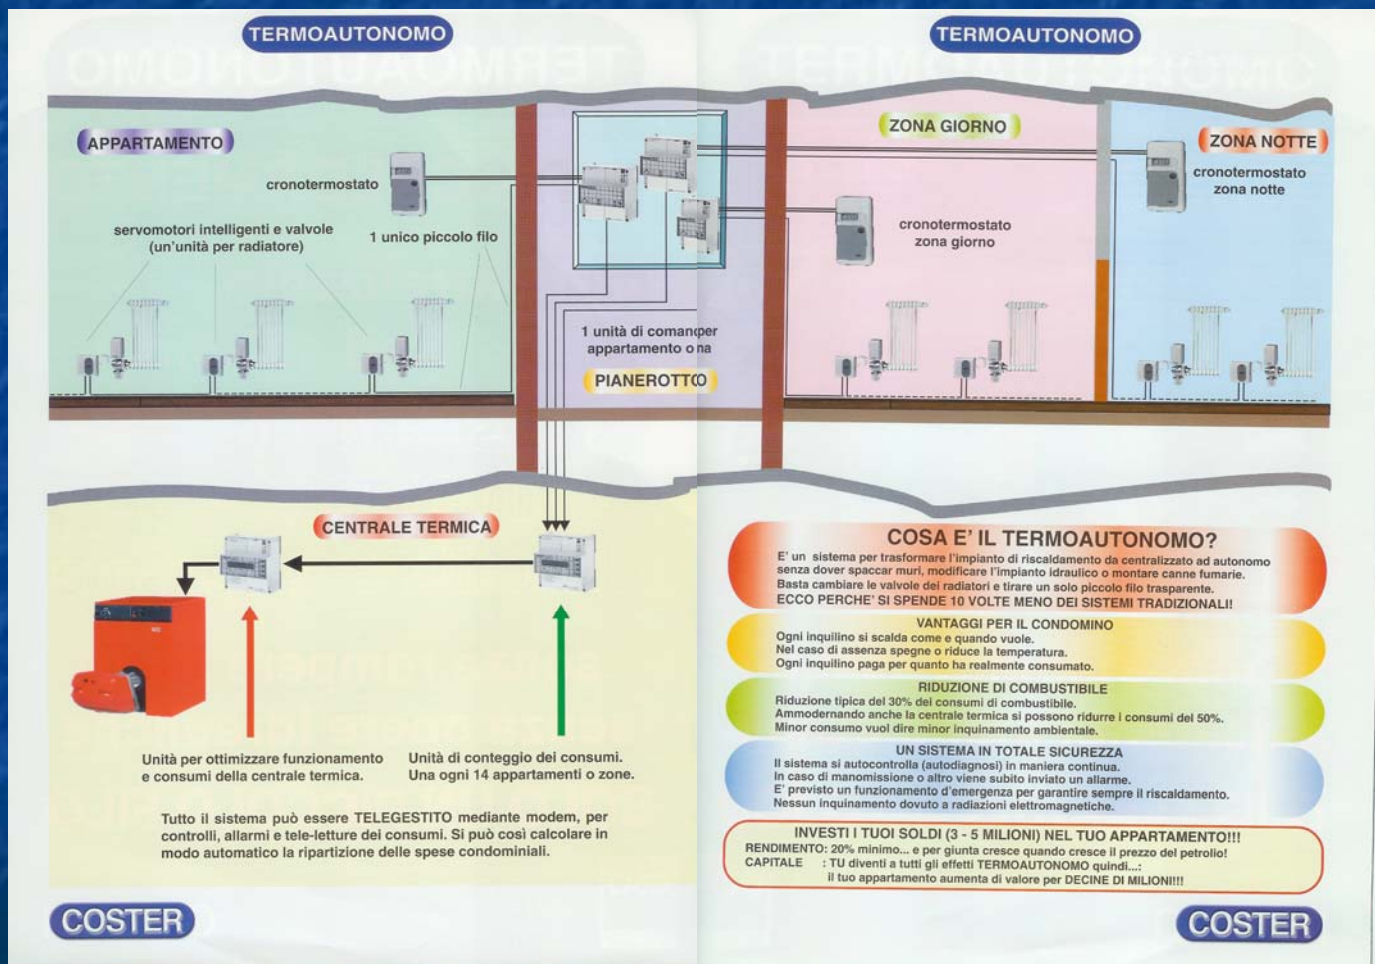 TERMOAUTONOMO
TERMOAUTONOMO
APPARTAMENTO
cronotermostato
servomotori intelligenti e valvole
(un'unità per radiatore)
1 unico piccolo filo
1 unità di comanper
appartamento o na
PIANEROTTO
ZONA GIORNO
cronotermostato
zona giorno
ZONA NOTTE
cronotermostato
zona notte
CENTRALE TERMICA
Unità per ottimizzare funzionamento
e consumi della centrale termica.
Unità di conteggio dei consumi.
Una ogni 14 appartamenti o zone.
Tutto il sistema può essere TELEGESTITO mediante modem, per
controlli, allarmi e tele-letture dei consumi. Si può così calcolare in
modo automatico la ripartizione delle spese condominiali.
COSTER
COSA E' IL TERMOAUTONOMO?
E' un sistema per trasformare l'impianto di riscaldamento da centralizzato ad autonomo
senza dover spaccar muri, modificare l'impianto idraulico o montare canne fumarie.
Basta cambiare le valvole dei radiatori e tirare un solo piccolo filo trasparente.
ECCO PERCHE' SI SPENDE 10 VOLTE MENO DEI SISTEMI TRADIZIONALI!
VANTAGGI PER IL CONDOMINO
Ogni inquilino si scalda come e quando vuole.
Nel caso di assenza spegne o riduce la temperatura.
Ogni inquilino paga per quanto ha realmente consumato.
RIDUZIONE DI COMBUSTIBILE
Riduzione tipica del 30% dei consumi di combustibile.
Ammodernando anche la centrale termica si possono ridurre i consumi del 50%.
Minor consumo vuol dire minor inquinamento ambientale.
UN SISTEMA IN TOTALE SICUREZZA
Il sistema si autocontrolla (autodiagnosi) in maniera continua.
In caso di manomissione o altro viene subito inviato un allarme.
E' previsto un funzionamento d'emergenza per garantire sempre il riscaldamento.
Nessun inquinamento dovuto a radiazioni elettromagnetiche.
INVESTI I TUOI SOLDI (3 - 5 MILIONI) NEL TUO APPARTAMENTO!!!
RENDIMENTO: 20% minimo... e per giunta cresce quando cresce il prezzo del petrolio!
CAPITALE : TU diventi a tutti gli effetti TERMOAUTONOMO quindi...:
il tuo appartamento aumenta di valore per DECINE DI MILIONI!!!
COSTER